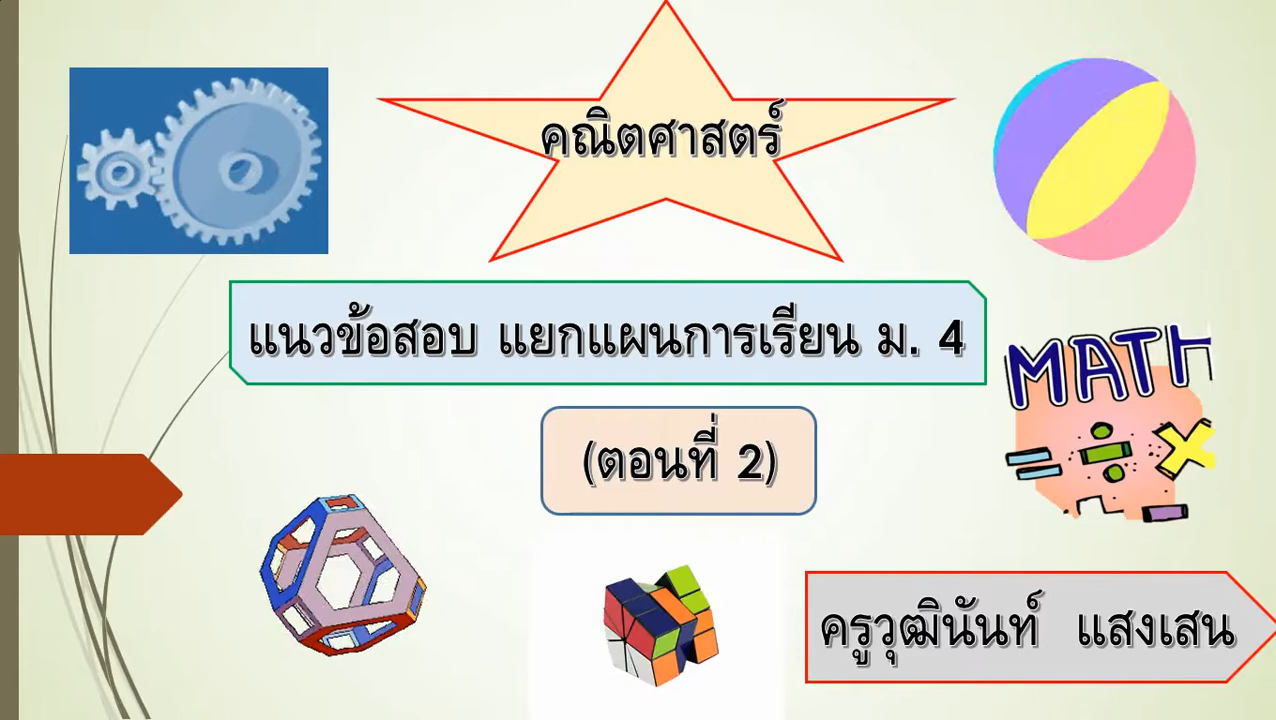 คณิตศาสตร์
แนวข้อสอบ แยกแผนการเรียน ม. 4
(ตอนที่ 2)
MATH
ครูวุฒินันท์ แสงเสน